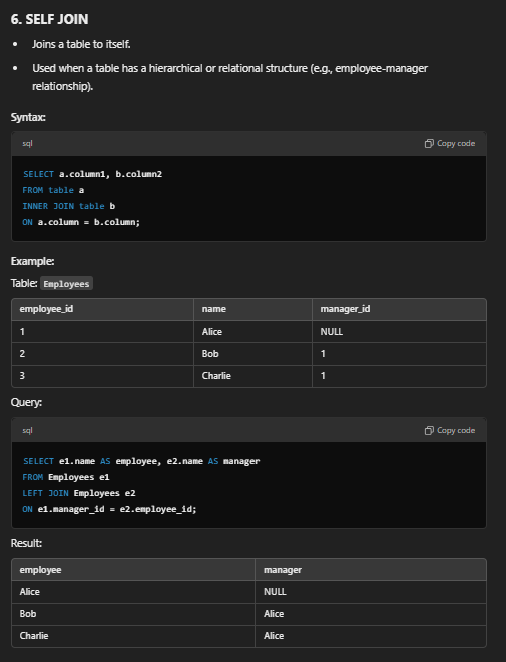 6. SELF JOIN
• Joins a table to itself.
• Used when a table has a hierarchical or relational structure (e.g., employee-manager
relationship).
Syntax:
sql Copy code
SELECT a.column1, b.column2
FROM table a
INNER JOIN table b
ON a.column = b.column;
Example:
Table: Employees
employee_id name manager_id
1 Alice NULL
2 Bob 1
3 Charlie 1
Query:
sql Copy code
SELECT e1.name AS employee, e2.name AS manager
FROM Employees e1
LEFT JOIN Employees e2
ON e1.manager_id = e2.employee_id;
Result:
employee manager
Alice NULL
Bob Alice
Charlie Alice